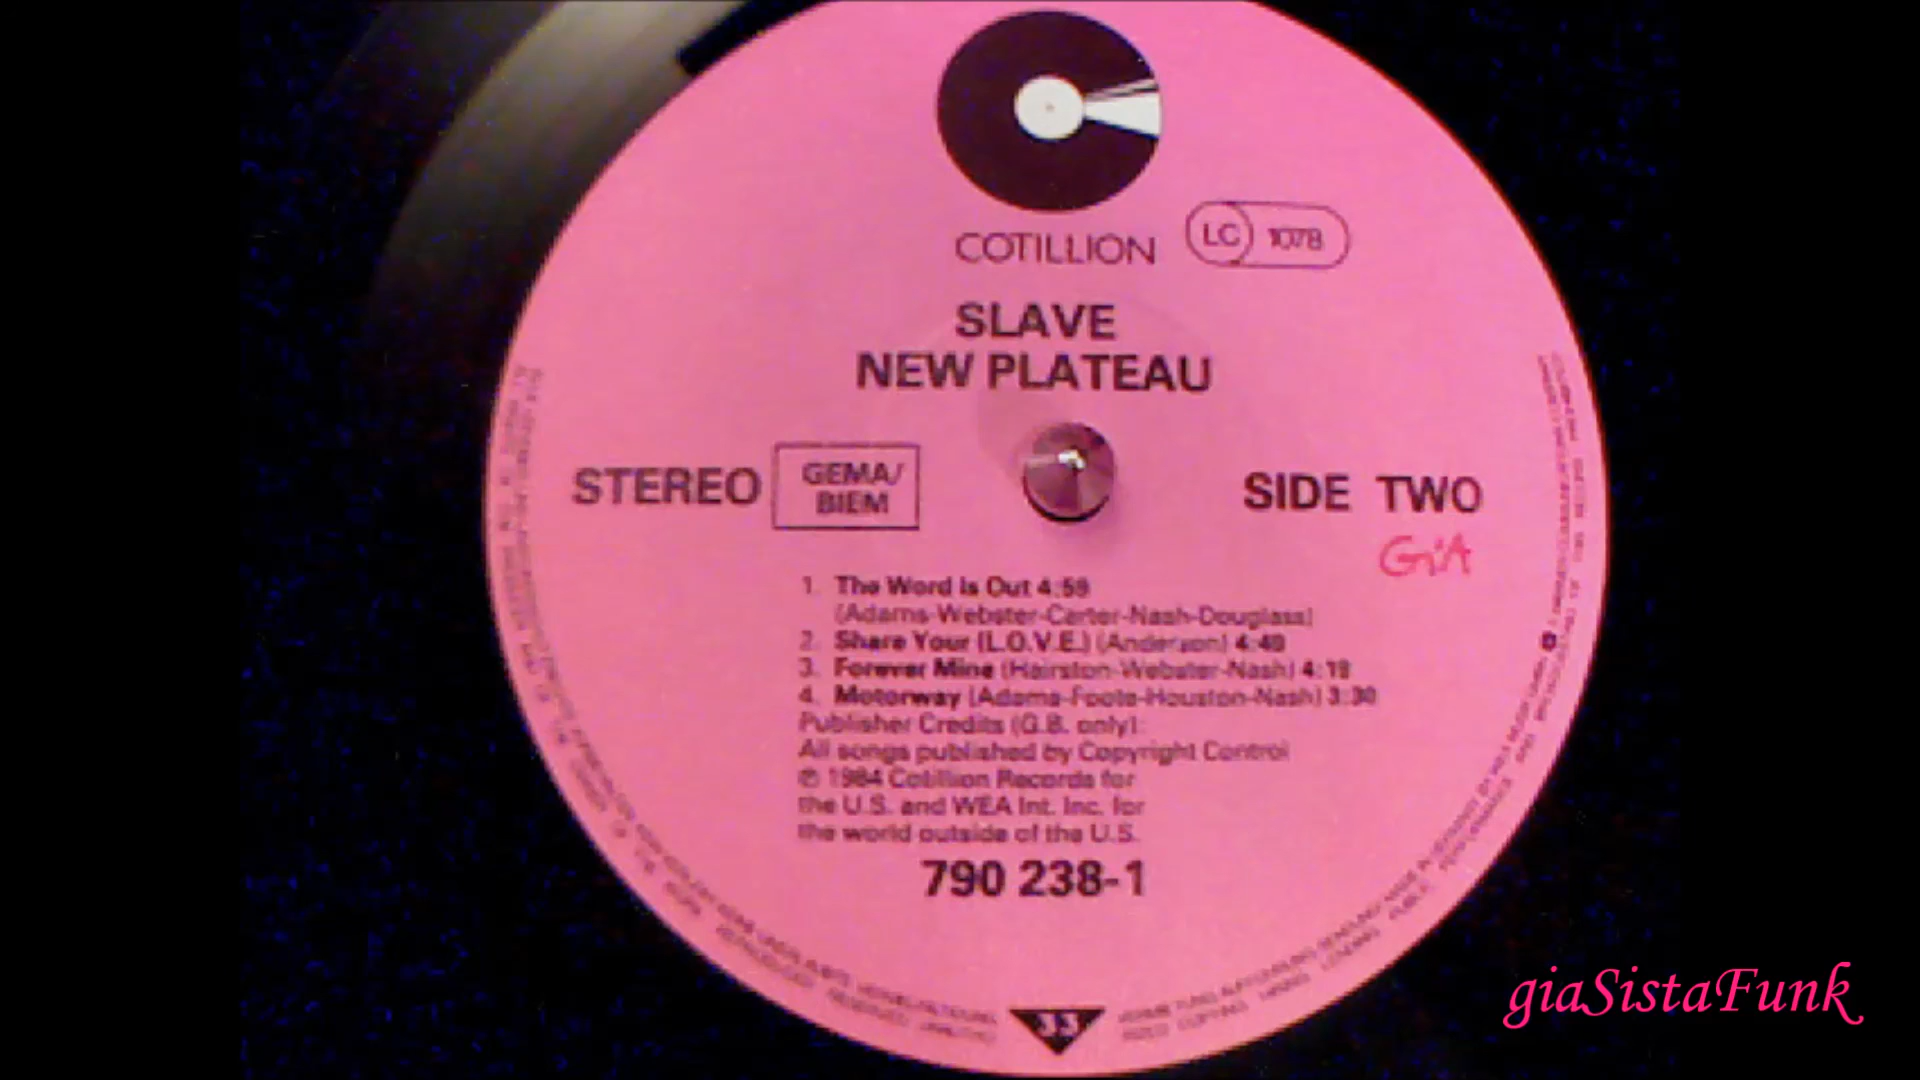 COTILLION
LC 1078
SLAVE
NEW PLATEAU
STEREO GEMA/
BIEM
SIDE TWO
GiA
1. The Word Is Out 4:59
(Adams-Webster-Carter-Nash-Douglass)
2. Share Your (L.O.V.E.) (Anderson) 4:40
3. Forever Mine (Hairston-Webster-Nash) 4:19
4. Motorway (Adams-Foote-Houston-Nash) 3:30
Publisher Credits (G.B. only):
All songs published by Copyright Control
℗ 1984 Cotillion Records for
the U.S. and WEA Int. Inc. for
the world outside of the U.S.
790 238-1
33
giaSistaFunk